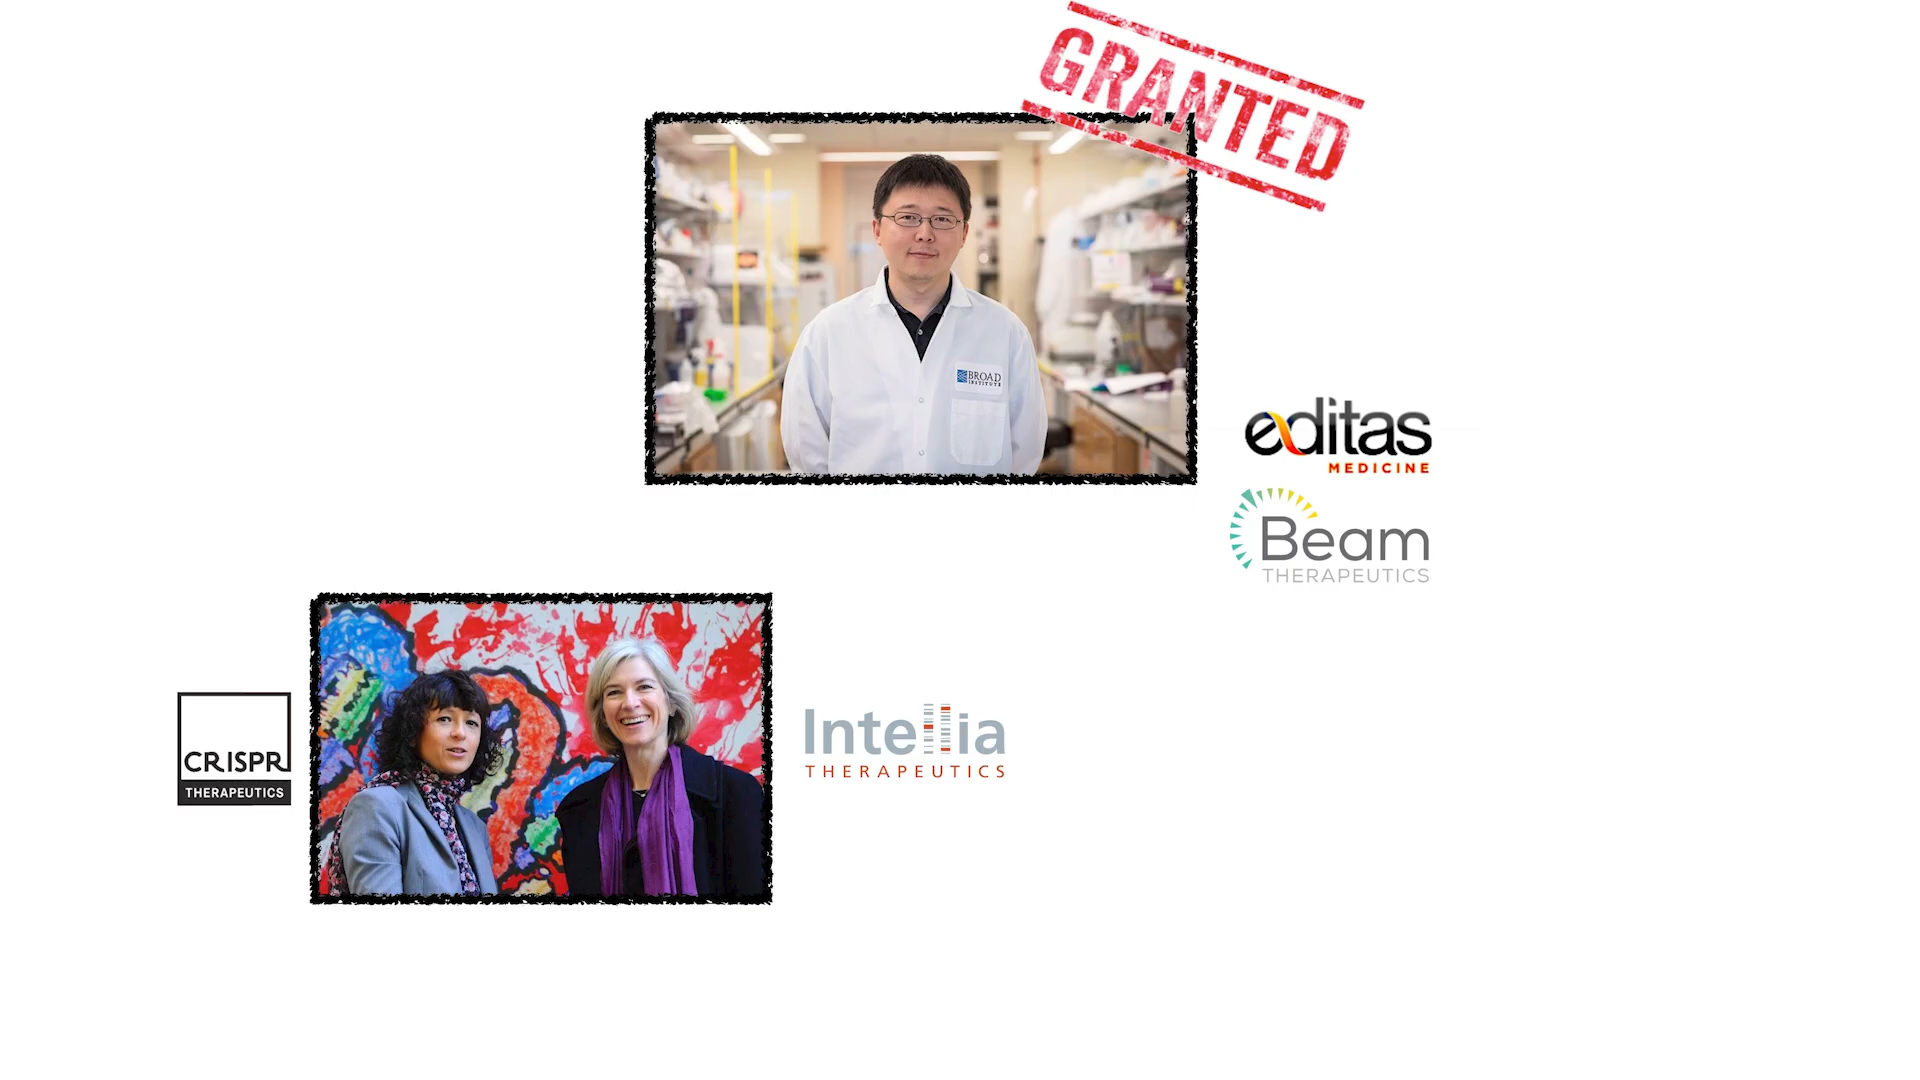 GRANTED
BROAD
INSTITUTE
editas
MEDICINE
Beam
THERAPEUTICS
CRISPR
THERAPEUTICS
Intellia
THERAPEUTICS